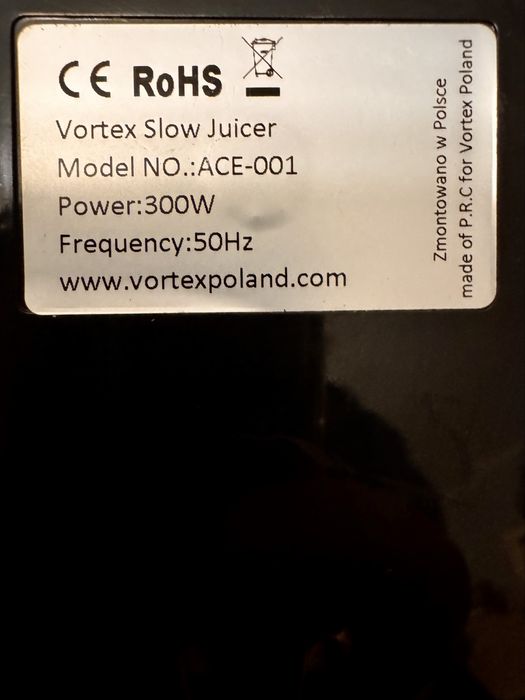 CE RoHS
Vortex Slow Juicer
Model NO.:ACE-001
Power:300W
Frequency:50Hz
www.vortexpoland.com
Zmontowano w Polsce
made of P.R.C for Vortex Poland